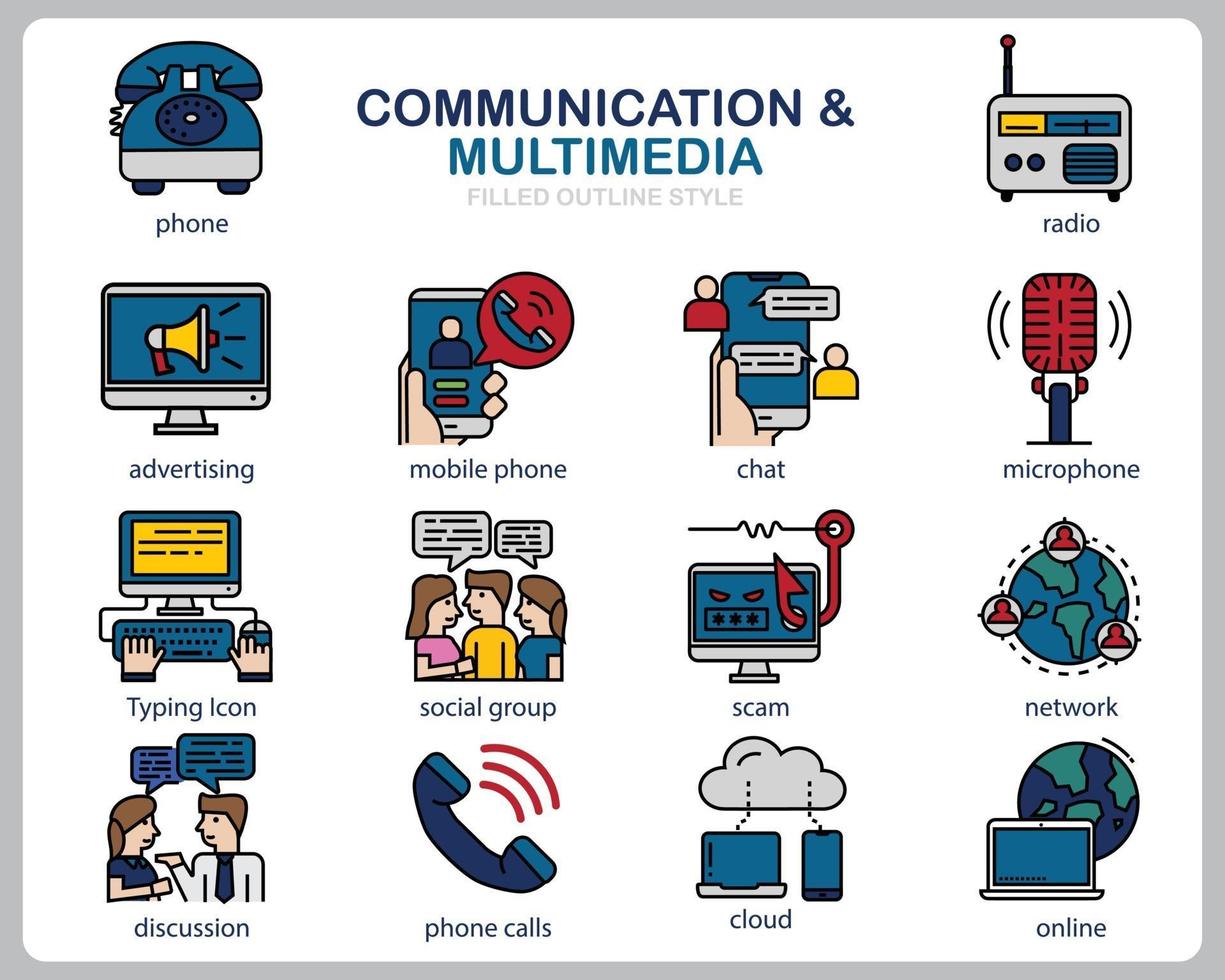 COMMUNICATION &
MULTIMEDIA
FILLED OUTLINE STYLE
phone
radio
advertising
mobile phone
chat
microphone
Typing Icon
social group
***
scam
network
discussion
phone calls
cloud
online